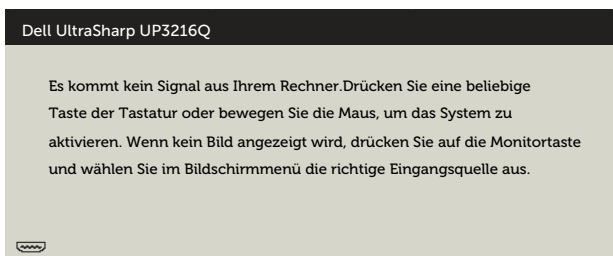 Dell UltraSharp UP3216Q
Es kommt kein Signal aus Ihrem Rechner.Drücken Sie eine beliebige
Taste der Tastatur oder bewegen Sie die Maus, um das System zu
aktivieren. Wenn kein Bild angezeigt wird, drücken Sie auf die Monitortaste
und wählen Sie im Bildschirmmenü die richtige Eingangsquelle aus.